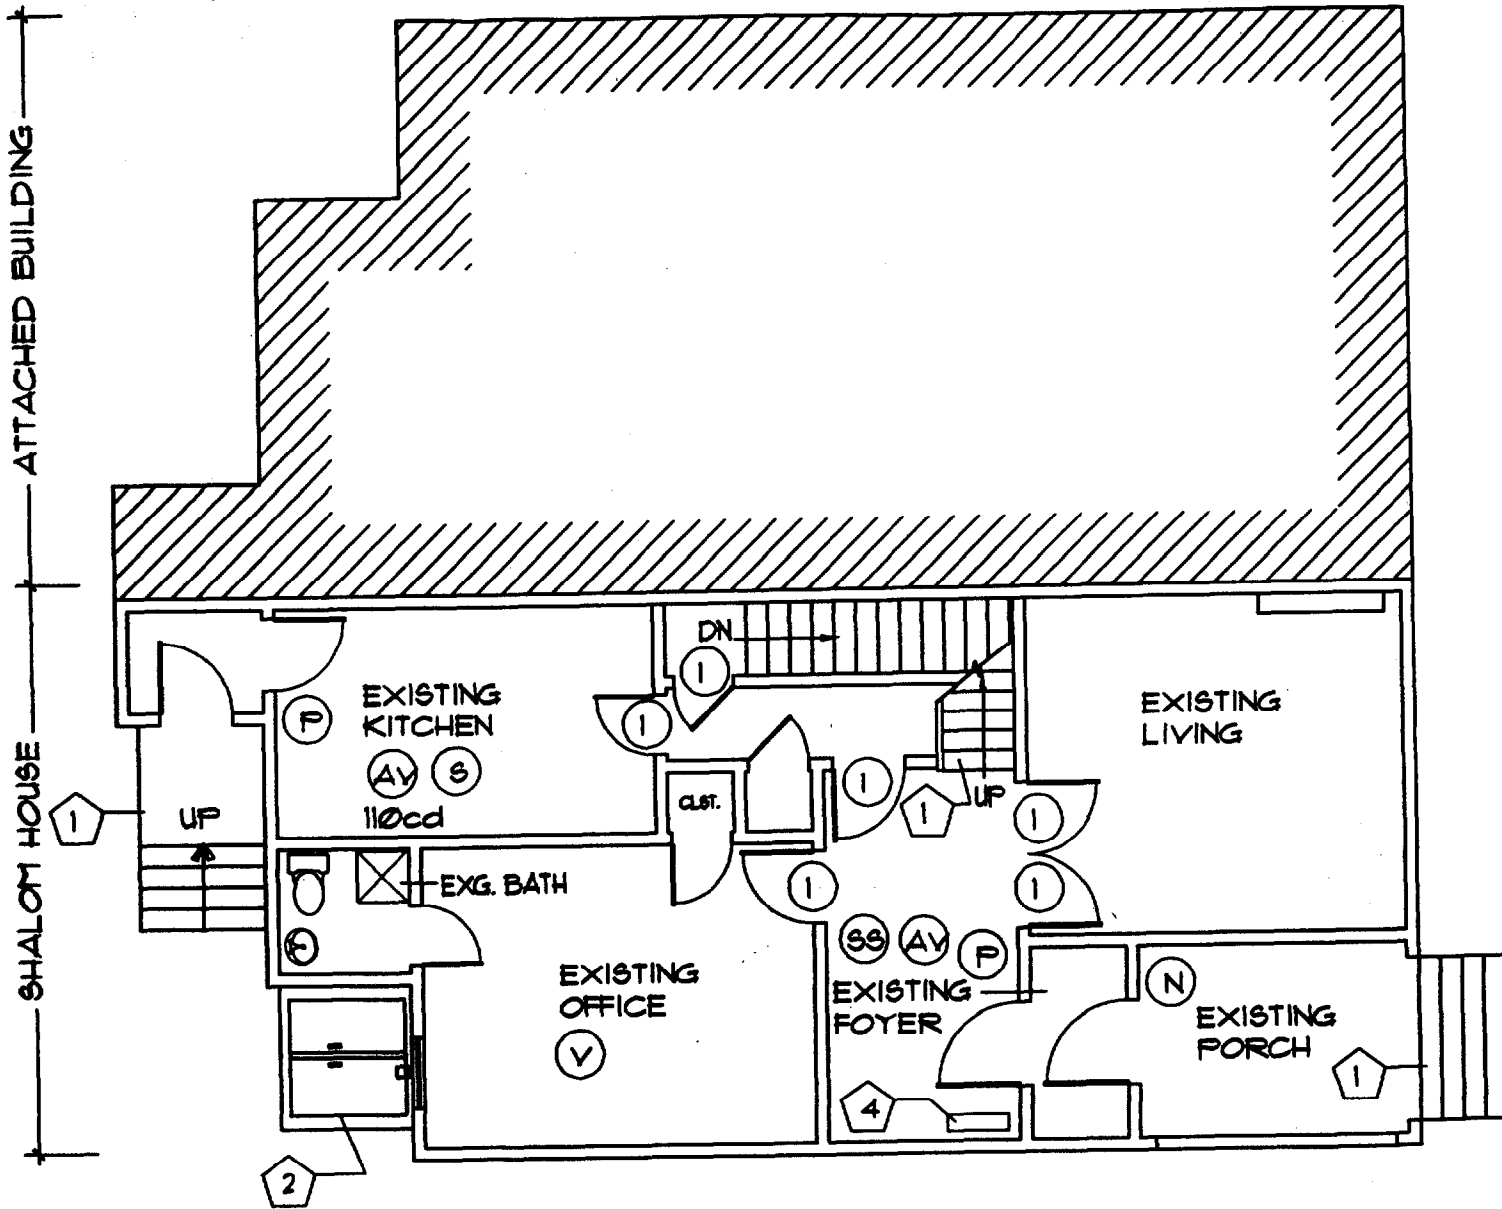 ATTACHED BUILDING
SHALOM HOUSE
DN
1
EXISTING
KITCHEN
P
1
AV
S
110cd
EXISTING
LIVING
1
UP
CLST.
1
1
UP
1
EXG. BATH
1
1
SS
AV
P
EXISTING
FOYER
EXISTING
OFFICE
V
N
EXISTING
PORCH
1
4
2